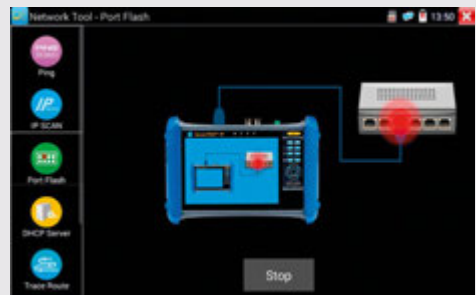 Network Tool - Port Flash
13:50
PING
Ping
IP
IP SCAN
Port Flash
DHCP Server
Trace Route
Stop